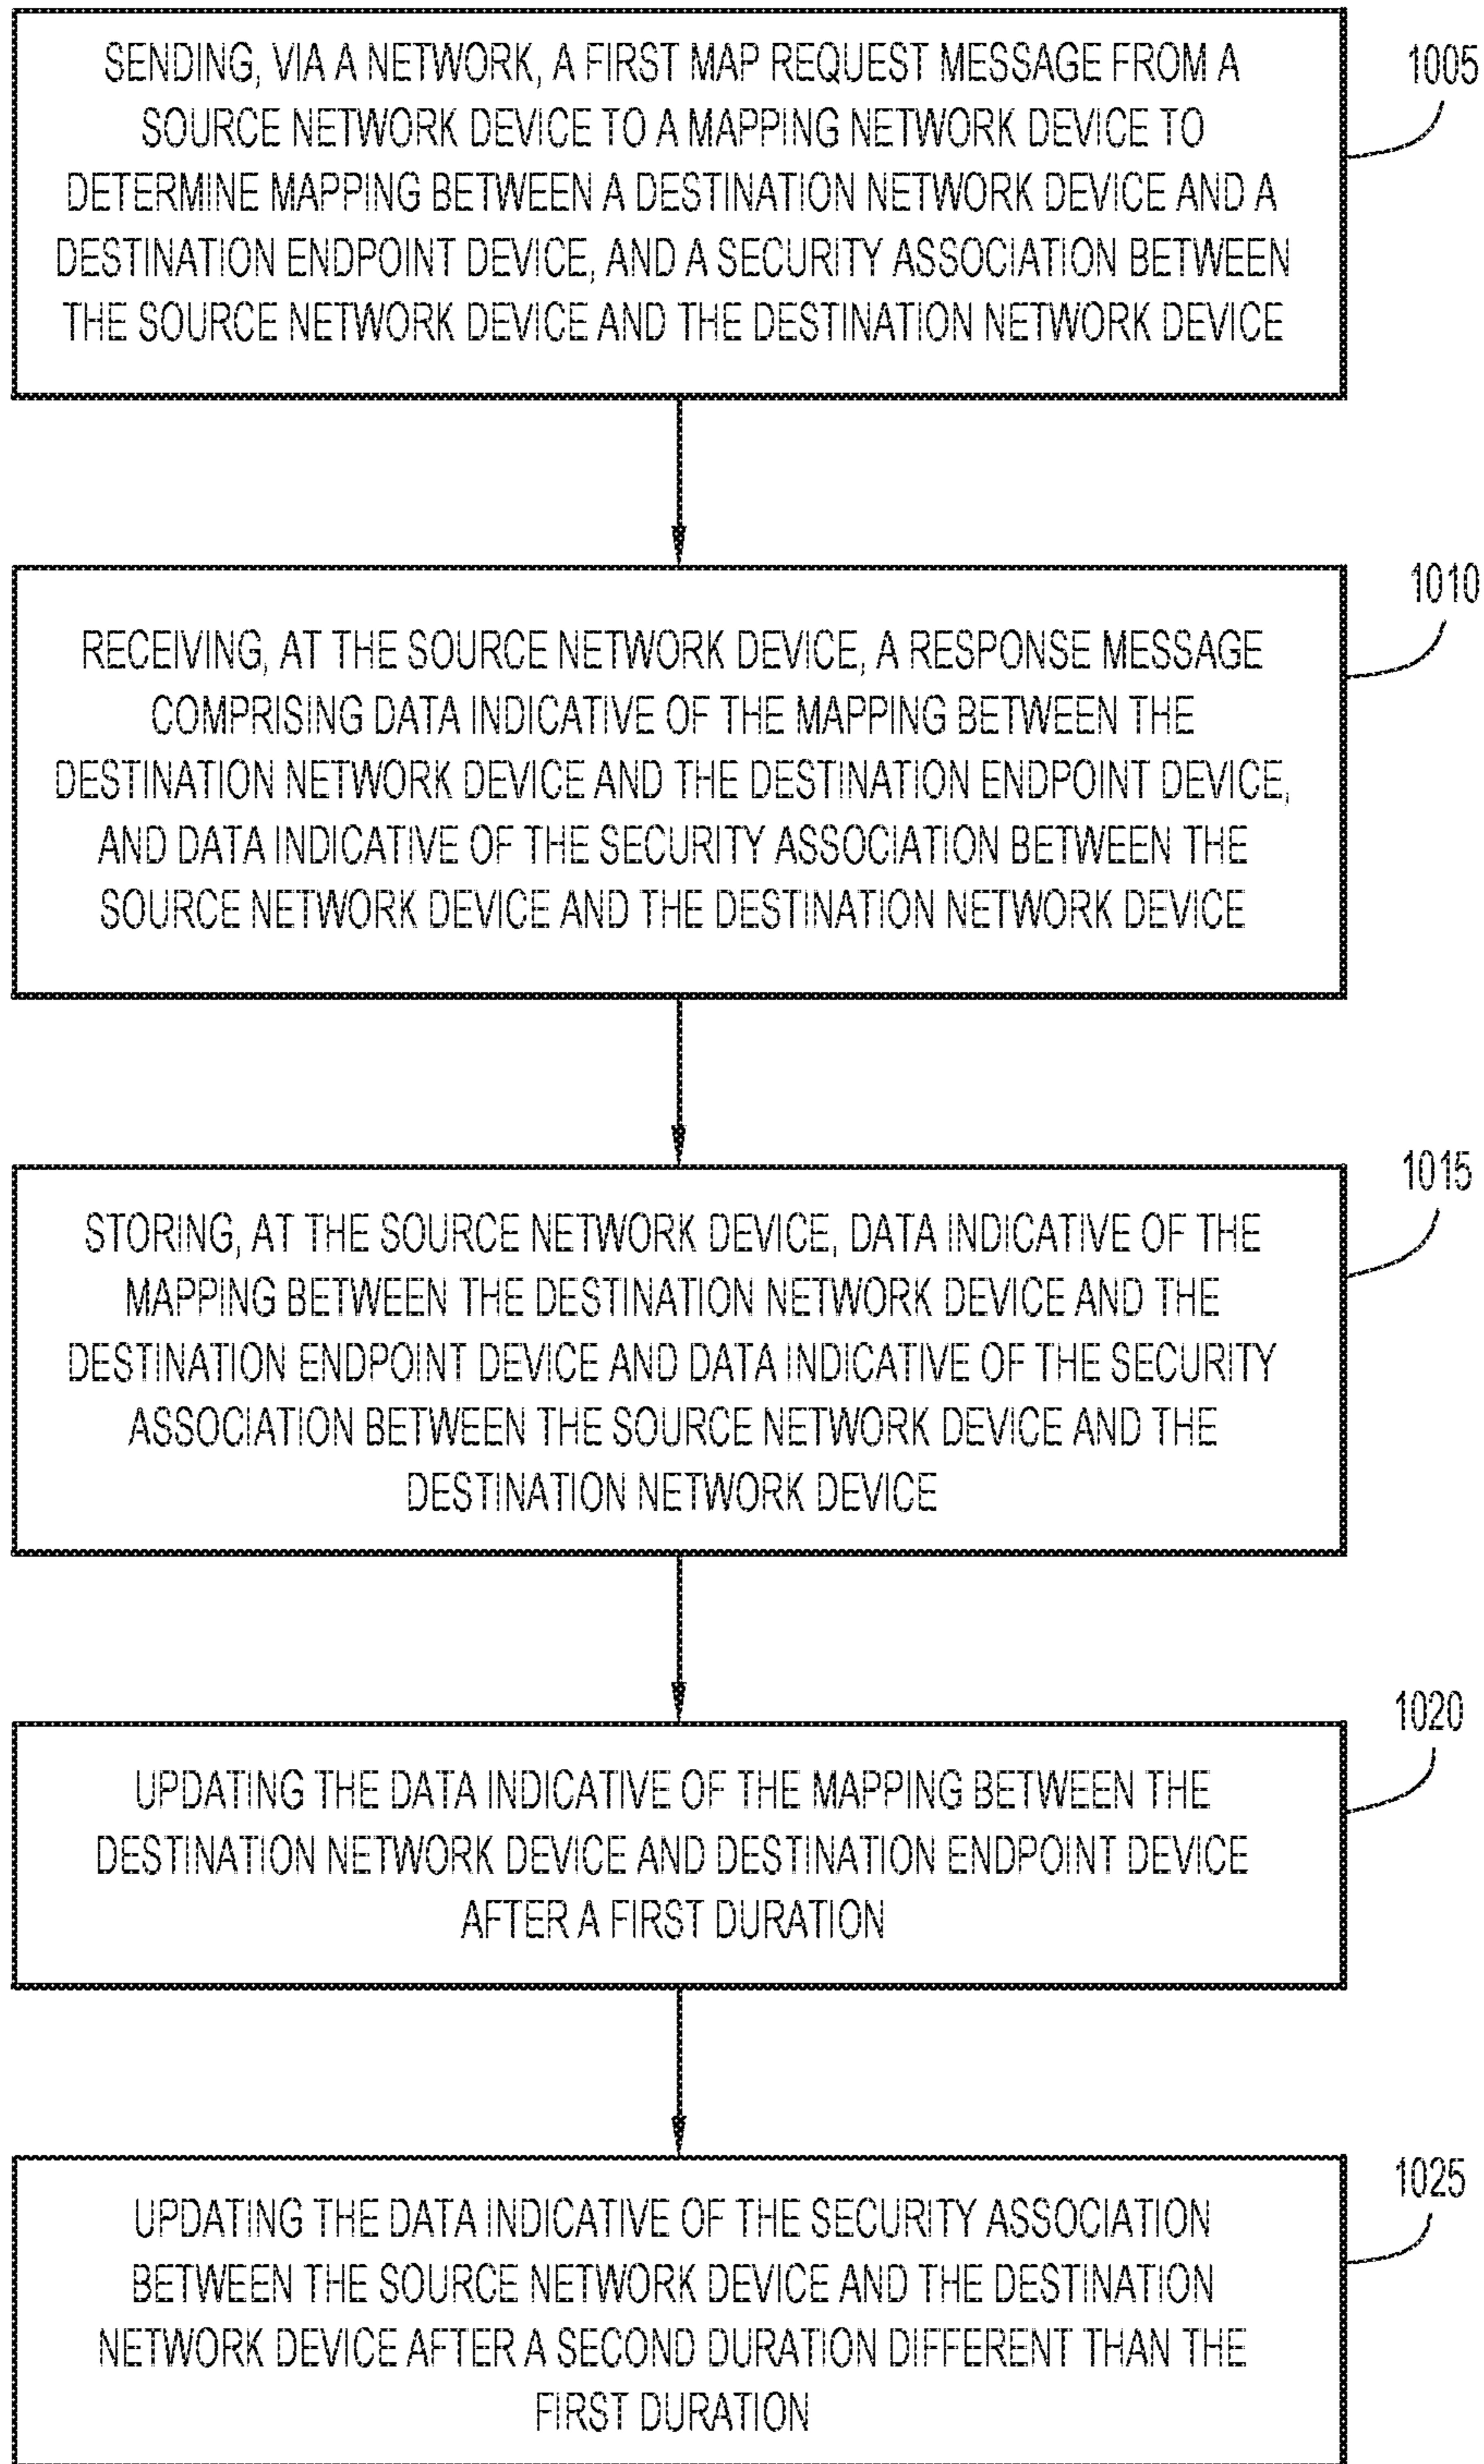 SENDING, VIA A NETWORK, A FIRST MAP REQUEST MESSAGE FROM A
SOURCE NETWORK DEVICE TO A MAPPING NETWORK DEVICE TO
DETERMINE MAPPING BETWEEN A DESTINATION NETWORK DEVICE AND A
DESTINATION ENDPOINT DEVICE, AND A SECURITY ASSOCIATION BETWEEN
THE SOURCE NETWORK DEVICE AND THE DESTINATION NETWORK DEVICE
1005
RECEIVING, AT THE SOURCE NETWORK DEVICE, A RESPONSE MESSAGE
COMPRISING DATA INDICATIVE OF THE MAPPING BETWEEN THE
DESTINATION NETWORK DEVICE AND THE DESTINATION ENDPOINT DEVICE,
AND DATA INDICATIVE OF THE SECURITY ASSOCIATION BETWEEN THE
SOURCE NETWORK DEVICE AND THE DESTINATION NETWORK DEVICE
1010
STORING, AT THE SOURCE NETWORK DEVICE, DATA INDICATIVE OF THE
MAPPING BETWEEN THE DESTINATION NETWORK DEVICE AND THE
DESTINATION ENDPOINT DEVICE AND DATA INDICATIVE OF THE SECURITY
ASSOCIATION BETWEEN THE SOURCE NETWORK DEVICE AND THE
DESTINATION NETWORK DEVICE
1015
UPDATING THE DATA INDICATIVE OF THE MAPPING BETWEEN THE
DESTINATION NETWORK DEVICE AND DESTINATION ENDPOINT DEVICE
AFTER A FIRST DURATION
1020
UPDATING THE DATA INDICATIVE OF THE SECURITY ASSOCIATION
BETWEEN THE SOURCE NETWORK DEVICE AND THE DESTINATION
NETWORK DEVICE AFTER A SECOND DURATION DIFFERENT THAN THE
FIRST DURATION
1025